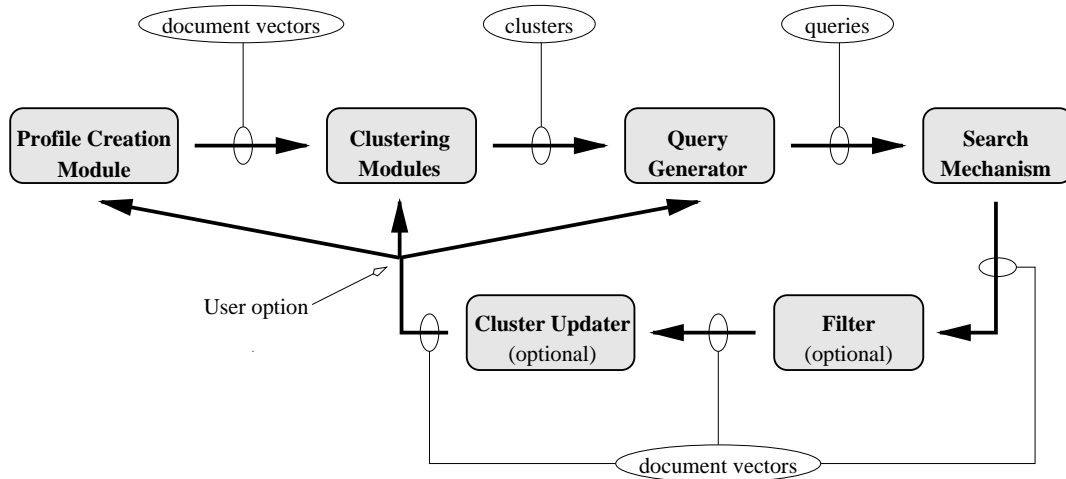 document vectors
clusters
queries
Profile Creation
Module
Clustering
Modules
Query
Generator
Search
Mechanism
User option
Cluster Updater
(optional)
Filter
(optional)
document vectors